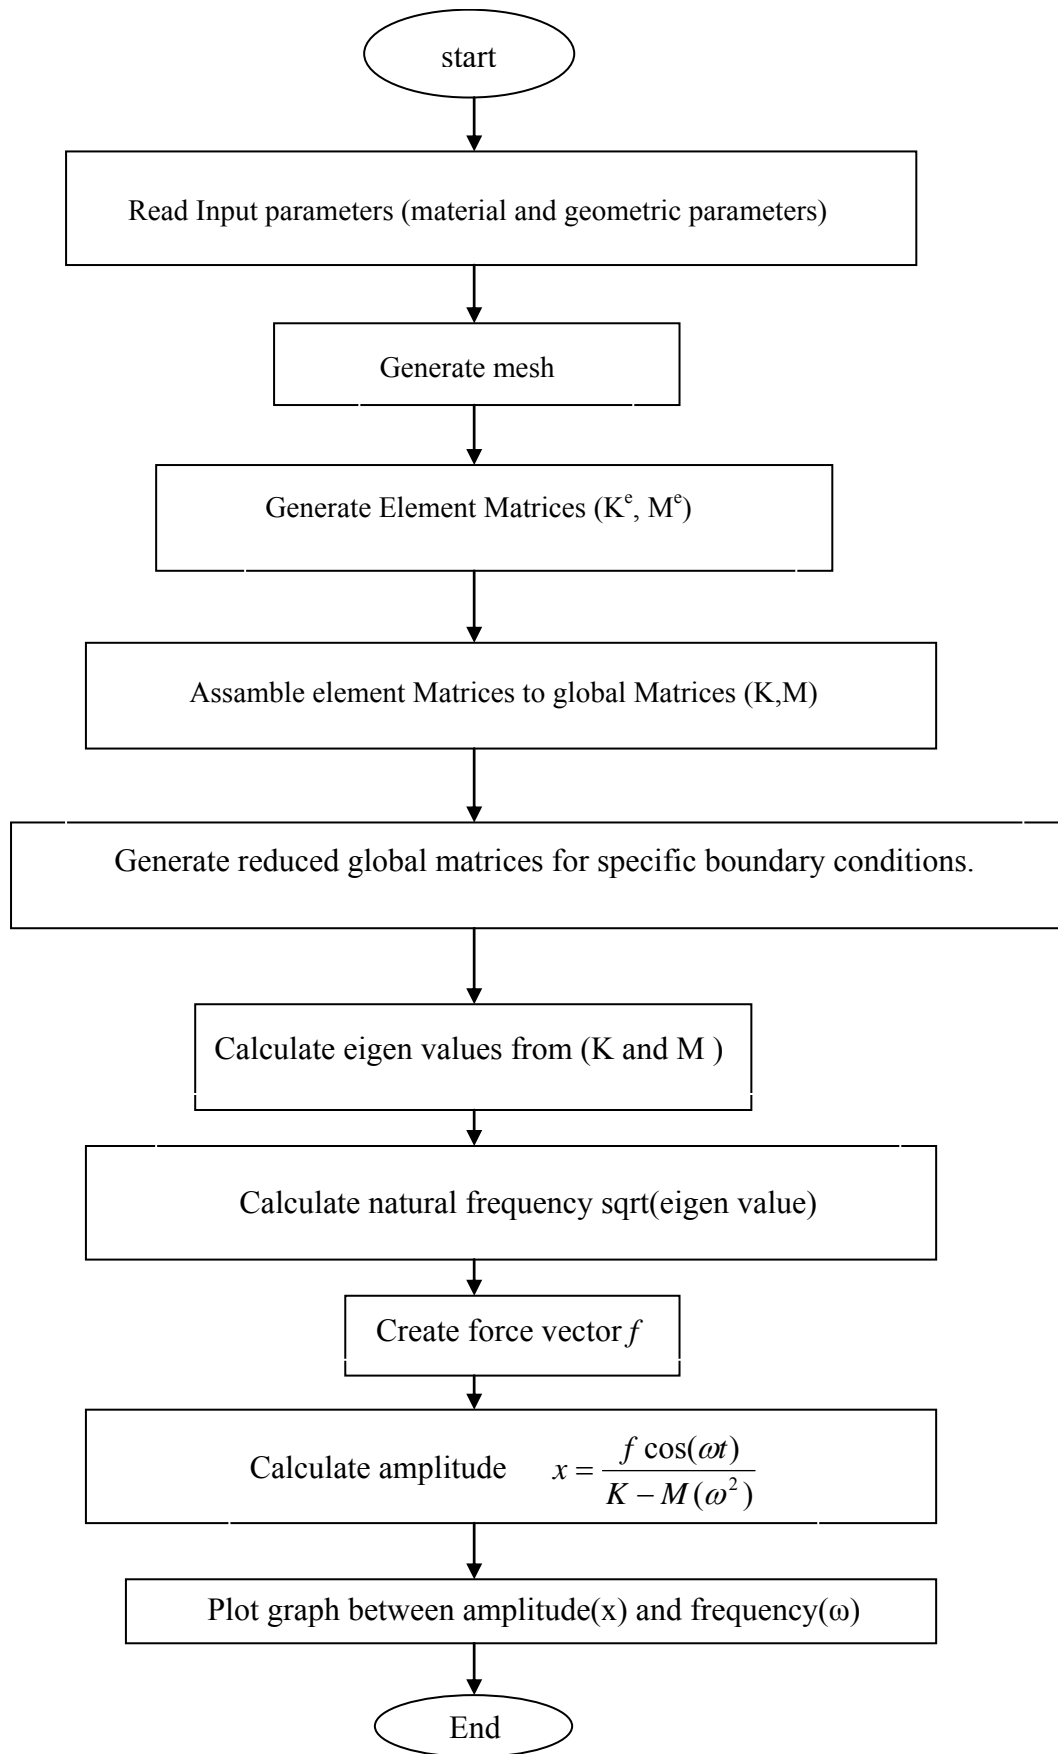 start
Read Input parameters (material and geometric parameters)
Generate mesh
Generate Element Matrices (Kᵉ, Mᵉ)
Assamble element Matrices to global Matrices (K,M)
Generate reduced global matrices for specific boundary conditions.
Calculate eigen values from (K and M )
Calculate natural frequency sqrt(eigen value)
Create force vector f
Calculate amplitude x = f cos(ωt) / K − M(ω²)
Plot graph between amplitude(x) and frequency(ω)
End